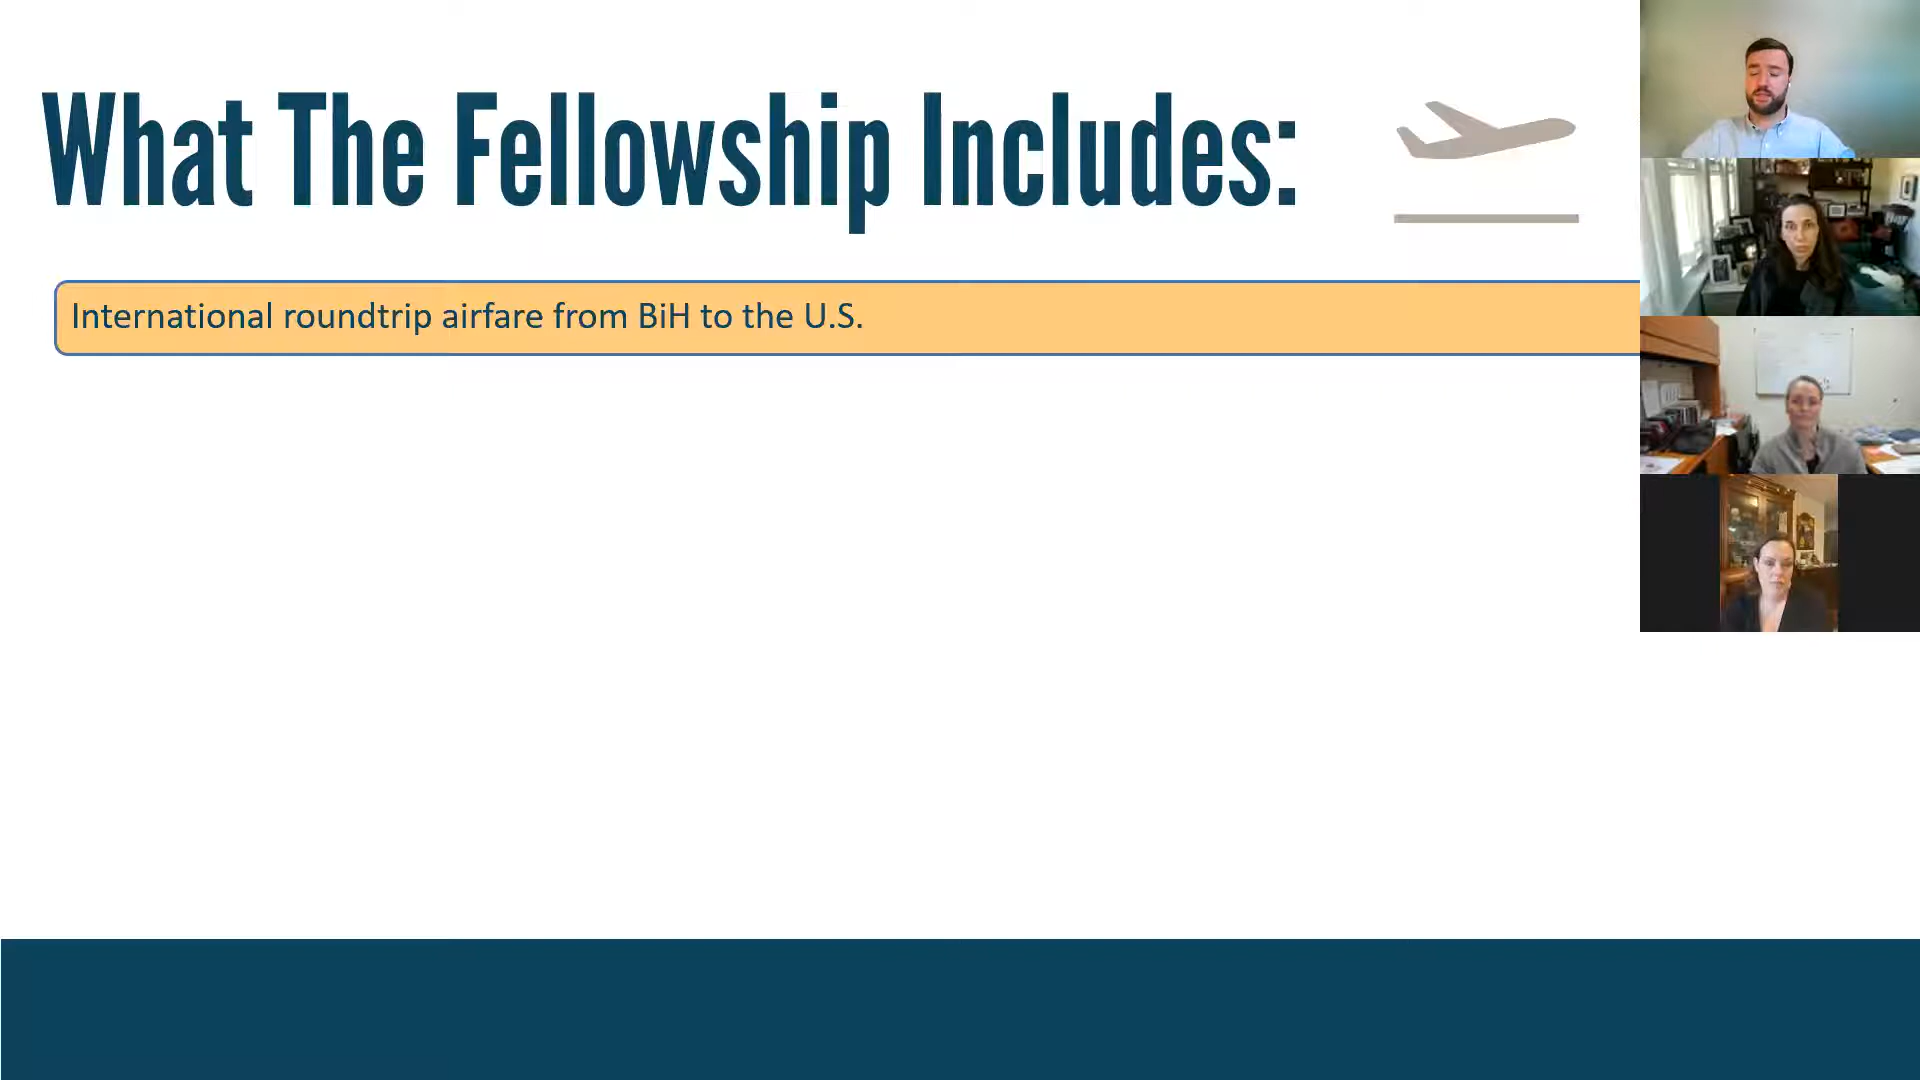 What The Fellowship Includes:
International roundtrip airfare from BiH to the U.S.